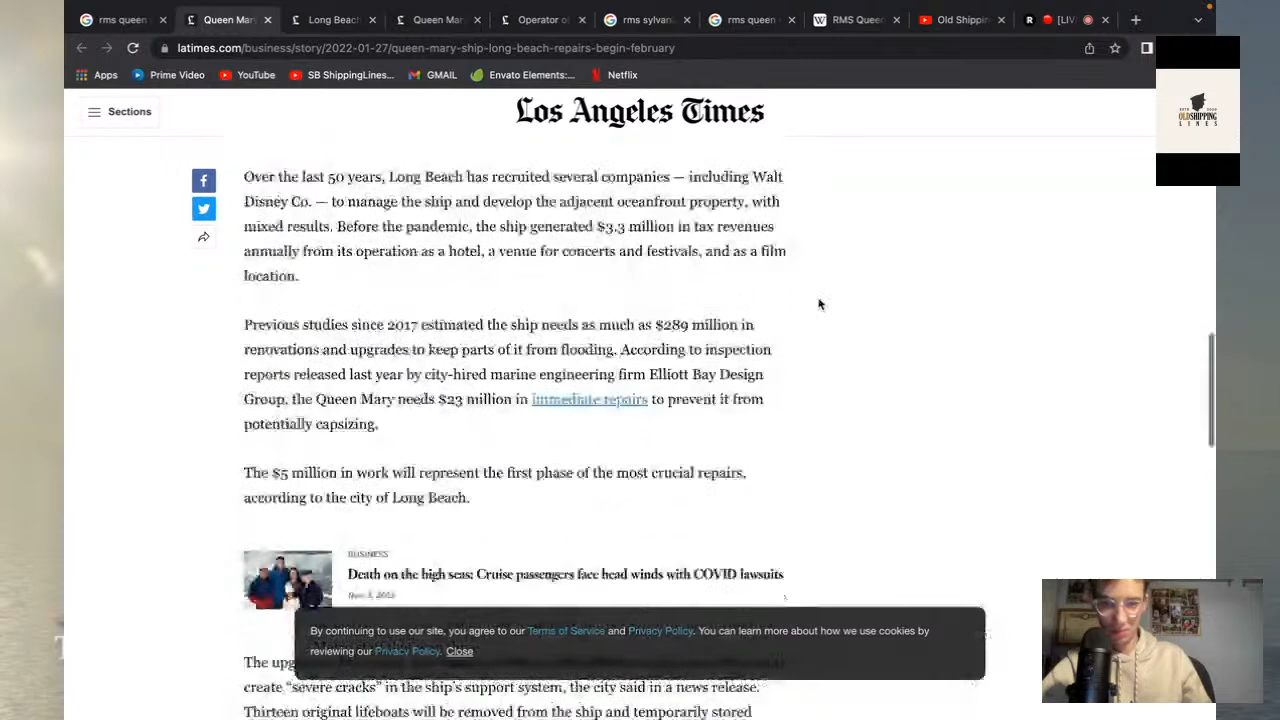 rms queen
Queen Mary
Long Beach
Queen Mary
Operator o
rms sylvan
rms queen
RMS Queen
Old Shippin
[LIV
latimes.com/business/story/2022-01-27/queen-mary-ship-long-beach-repairs-begin-february
Apps
Prime Video
YouTube
SB ShippingLines...
GMAIL
Envato Elements:...
Netflix
Sections
Los Angeles Times
OLDSHIPPING
LINES
Over the last 50 years, Long Beach has recruited several companies — including Walt
Disney Co. — to manage the ship and develop the adjacent oceanfront property, with
mixed results. Before the pandemic, the ship generated $3.3 million in tax revenues
annually from its operation as a hotel, a venue for concerts and festivals, and as a film
location.
Previous studies since 2017 estimated the ship needs as much as $289 million in
renovations and upgrades to keep parts of it from flooding. According to inspection
reports released last year by city-hired marine engineering firm Elliott Bay Design
Group, the Queen Mary needs $23 million in immediate repairs to prevent it from
potentially capsizing.
The $5 million in work will represent the first phase of the most crucial repairs,
according to the city of Long Beach.
BUSINESS
Death on the high seas: Cruise passengers face head winds with COVID lawsuits
By continuing to use our site, you agree to our Terms of Service and Privacy Policy. You can learn more about how we use cookies by
reviewing our Privacy Policy. Close
The upg
create “severe cracks” in the ship’s support system, the city said in a news release.
Thirteen original lifeboats will be removed from the ship and temporarily stored